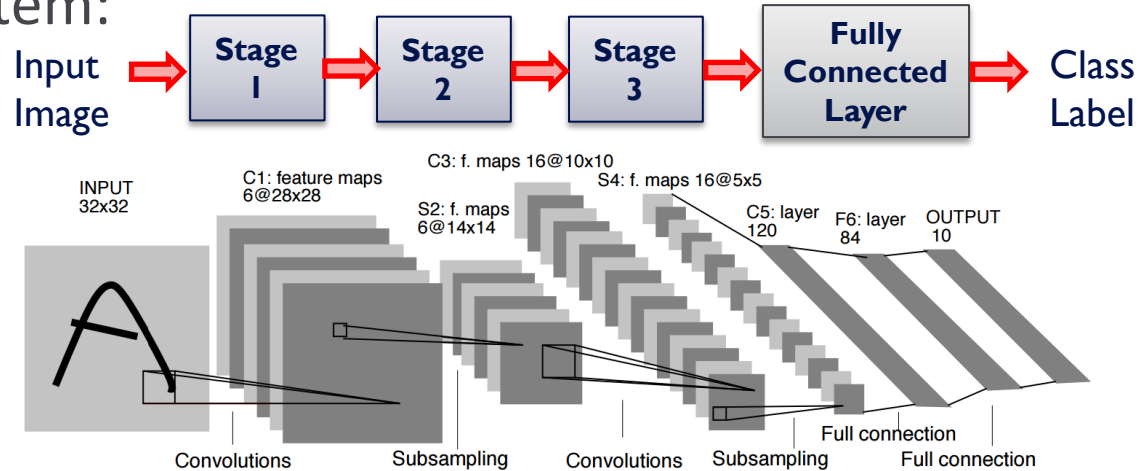 tem:
Input
Image
Stage
1
Stage
2
Stage
3
Fully
Connected
Layer
Class
Label
INPUT
32x32
C1: feature maps
6@28x28
S2: f. maps
6@14x14
C3: f. maps 16@10x10
S4: f. maps 16@5x5
C5: layer
120
F6: layer
84
OUTPUT
10
Convolutions
Subsampling
Convolutions
Subsampling
Full connection
Full connection
A